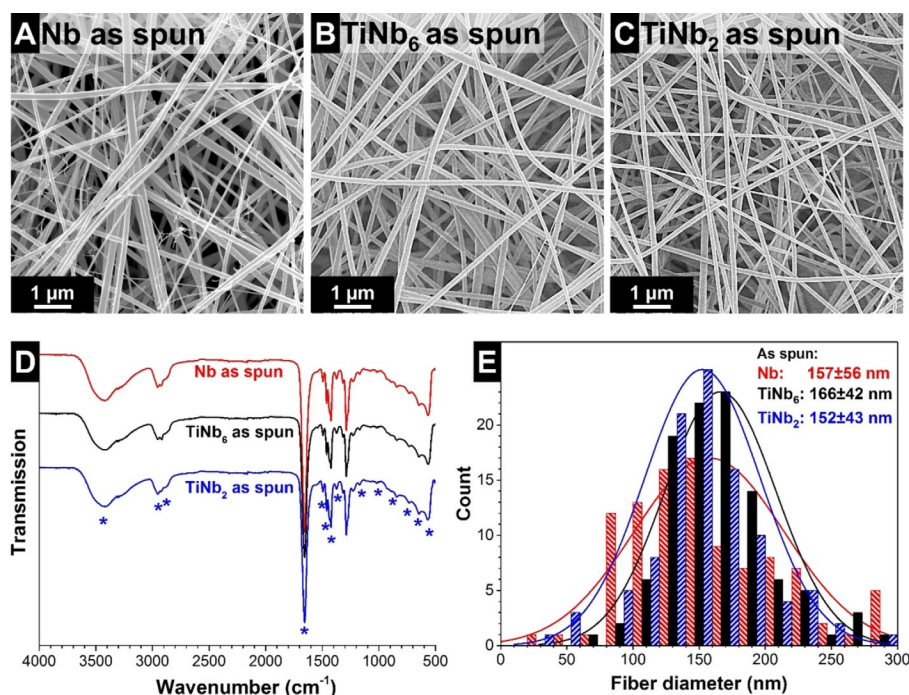 A Nb as spun
B TiNb₆ as spun
C TiNb₂ as spun
1 µm
1 µm
1 µm
D
Nb as spun
TiNb₆ as spun
TiNb₂ as spun
* * * * * * * * * * * * * *
Transmission
4000 3500 3000 2500 2000 1500 1000 500
Wavenumber (cm⁻¹)
E
As spun:
Nb: 157±56 nm
TiNb₆: 166±42 nm
TiNb₂: 152±43 nm
Count
20
15
10
5
0
0 50 100 150 200 250 300
Fiber diameter (nm)